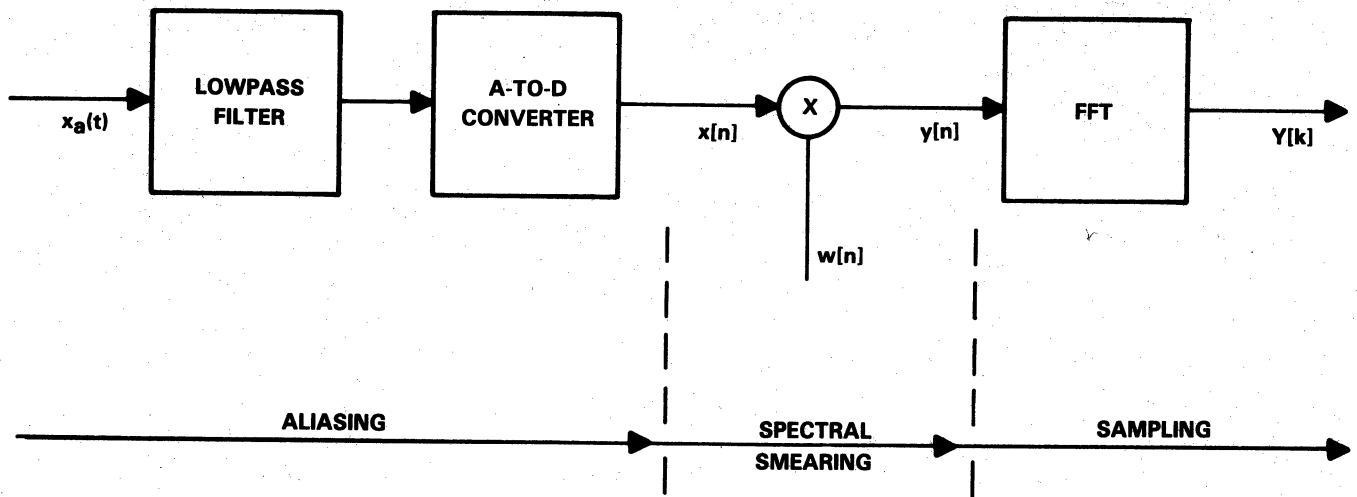 LOWPASS
FILTER
A-TO-D
CONVERTER
X
FFT
xa(t)
x[n]
y[n]
Y[k]
w[n]
ALIASING
SPECTRAL
SMEARING
SAMPLING